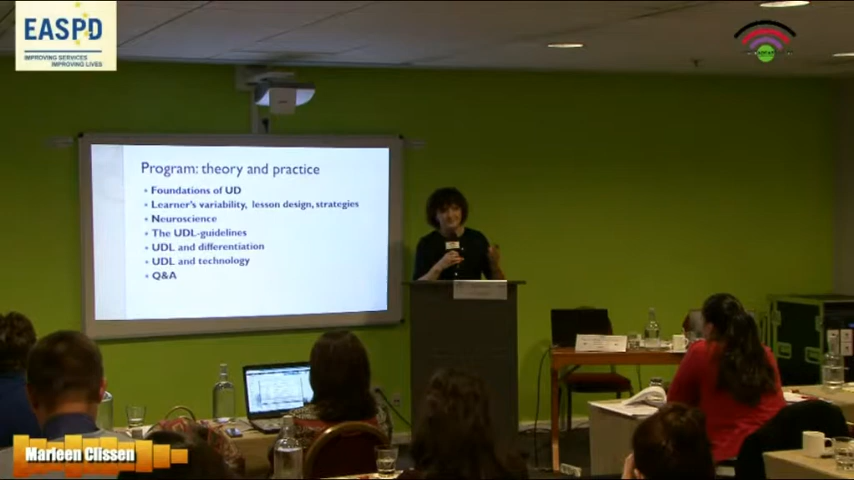 EASPD
IMPROVING SERVICES
IMPROVING LIVES
Program: theory and practice
• Foundations of UD
• Learner's variability, lesson design, strategies
• Neuroscience
• The UDL-guidelines
• UDL and differentiation
• UDL and technology
• Q&A
Marleen Clissen